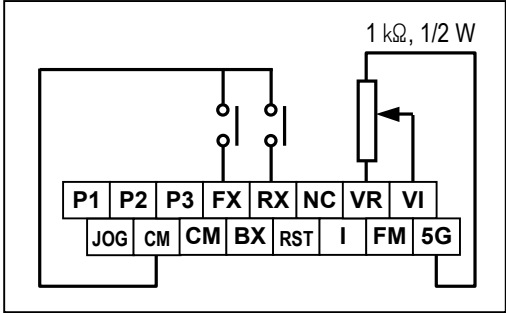 1 kΩ, 1/2 W
P1 P2 P3 FX RX NC VR VI
JOG CM CM BX RST I FM 5G